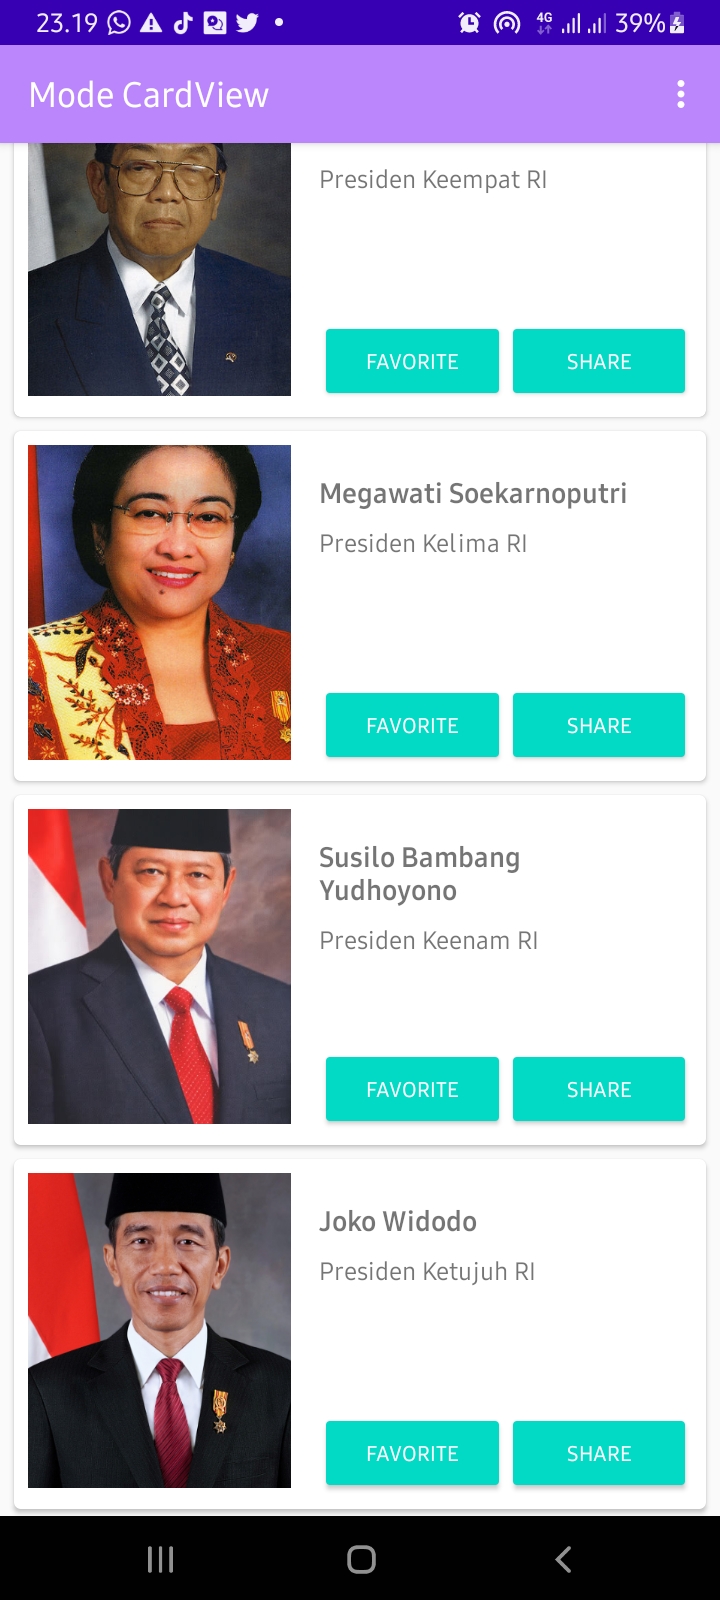 23.19
4G
39%
Mode CardView
Presiden Keempat RI
FAVORITE
SHARE
Megawati Soekarnoputri
Presiden Kelima RI
FAVORITE
SHARE
Susilo Bambang
Yudhoyono
Presiden Keenam RI
FAVORITE
SHARE
Joko Widodo
Presiden Ketujuh RI
FAVORITE
SHARE